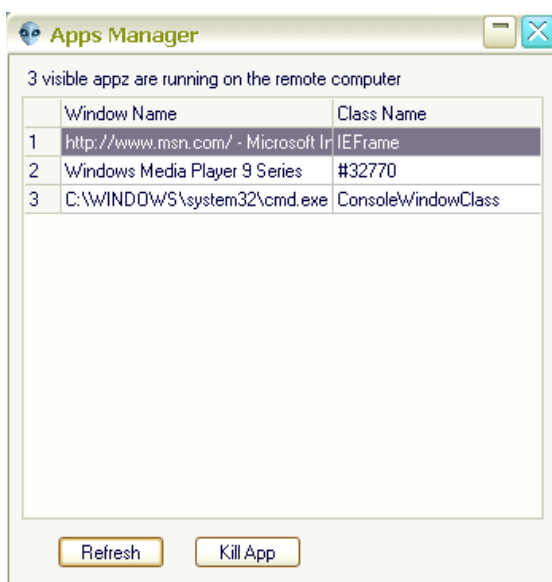 Apps Manager
3 visible appz are running on the remote computer
Window Name Class Name
1 http://www.msn.com/ - Microsoft Ir IEFrame
2 Windows Media Player 9 Series #32770
3 C:\WINDOWS\system32\cmd.exe ConsoleWindowClass
Refresh Kill App